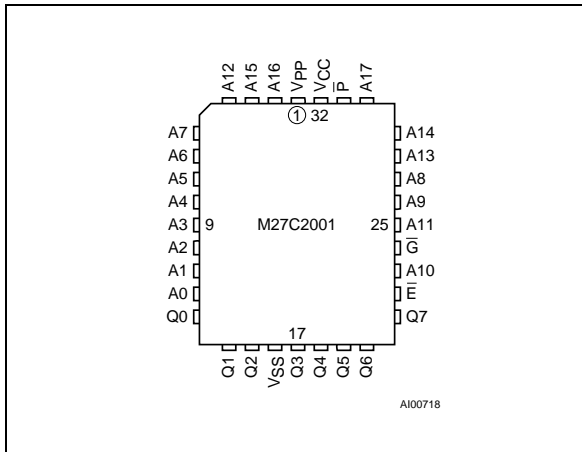 A12 A15 A16 VPP VCC P̅ A17
1 32
A7 A14
A6 A13
A5 A8
A4 A9
A3 9 M27C2001 25 A11
A2 G̅
A1 A10
A0 E̅
Q0 Q7
17
Q1 Q2 VSS Q3 Q4 Q5 Q6
AI00718